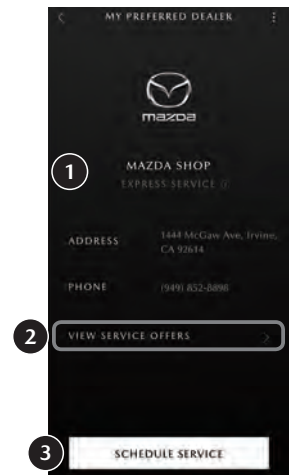 MY PREFERRED DEALER
mazda
1
MAZDA SHOP
EXPRESS SERVICE
ADDRESS
1444 McGaw Ave, Irvine,
CA 92614
PHONE
(949) 852-8898
2
VIEW SERVICE OFFERS
3
SCHEDULE SERVICE